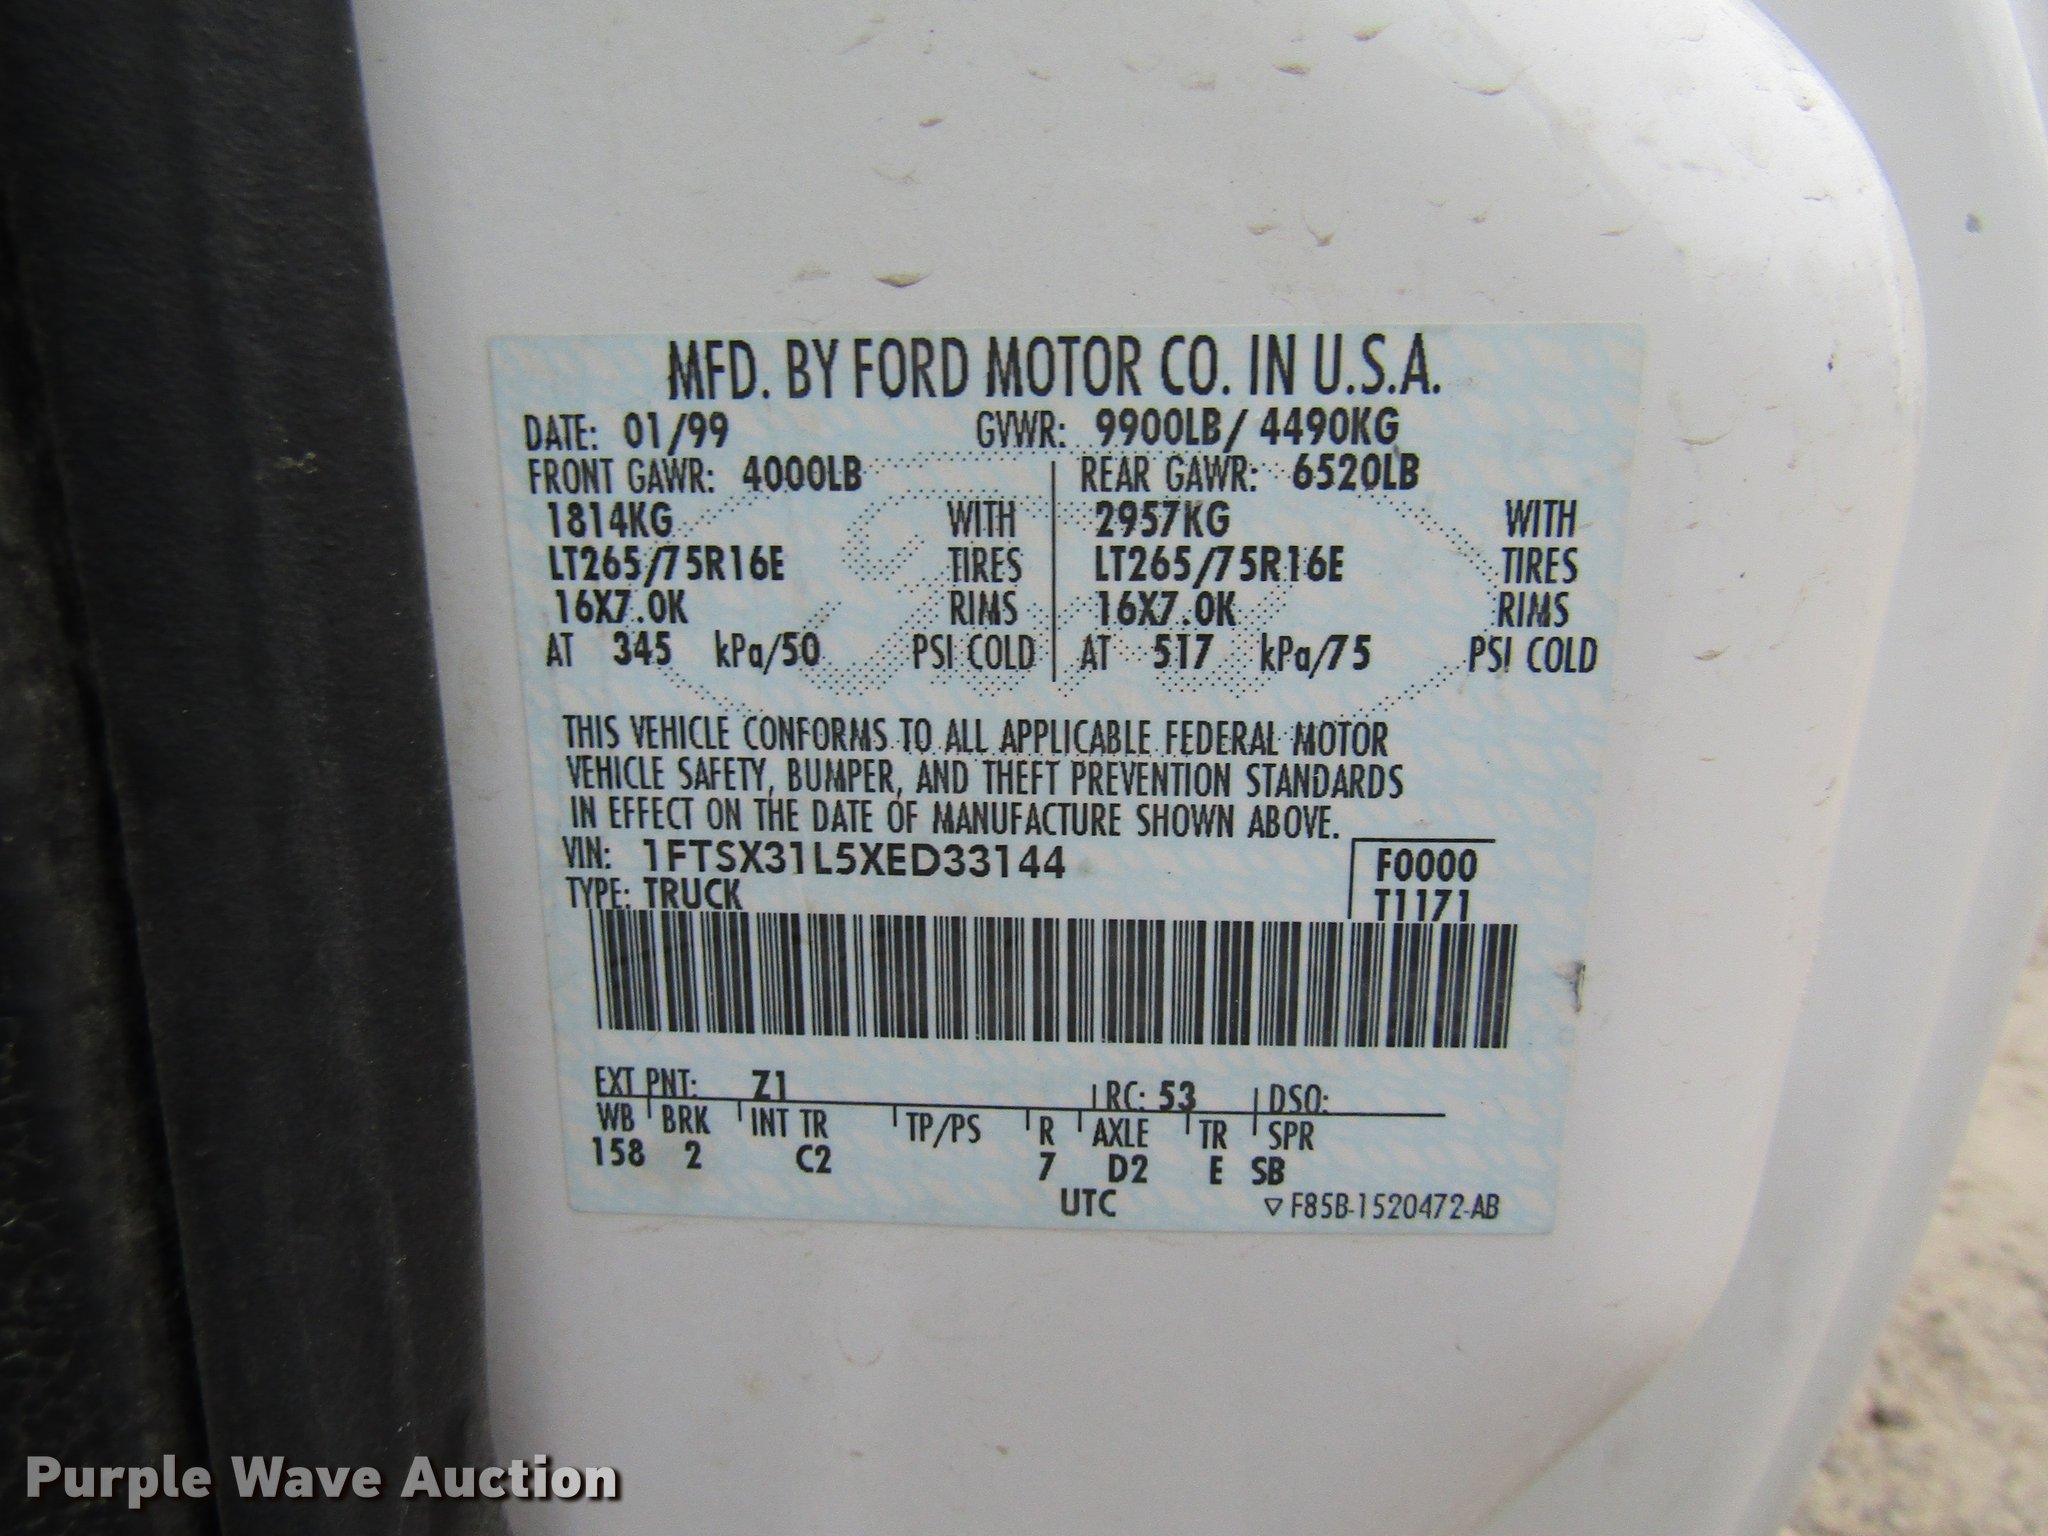 MFD. BY FORD MOTOR CO. IN U.S.A.
DATE: 01/99 GVWR: 9900LB/ 4490KG
FRONT GAWR: 4000LB REAR GAWR: 6520LB
1814KG WITH 2957KG WITH
LT265/75R16E TIRES LT265/75R16E TIRES
16X7.0K RIMS 16X7.0K RIMS
AT 345 kPa/50 PSI COLD AT 517 kPa/75 PSI COLD
THIS VEHICLE CONFORMS TO ALL APPLICABLE FEDERAL MOTOR
VEHICLE SAFETY, BUMPER, AND THEFT PREVENTION STANDARDS
IN EFFECT ON THE DATE OF MANUFACTURE SHOWN ABOVE.
VIN: 1FTSX31L5XED33144 F0000
TYPE: TRUCK T1171
EXT PNT: Z1 RC: 53 DSO:
WB BRK INT TR TP/PS R AXLE TR SPR
158 2 C2 7 D2 E SB
UTC ▽ F85B-1520472-AB
Purple Wave Auction